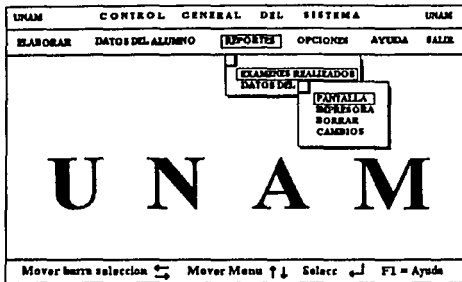 UNAM CONTROL GENERAL DEL SISTEMA UNAM
ELABORAR DATOS DEL ALUMNO REPORTES OPCIONES AYUDA SALIR
EXAMENES REALIZADOS
DATOS DEL
PANTALLA
IMPRESORA
BORRAR
CAMBIOS
UNAM
Mover barra seleccion ⇆ Mover Menu ↑↓ Selecc ↵ F1 = Ayuda